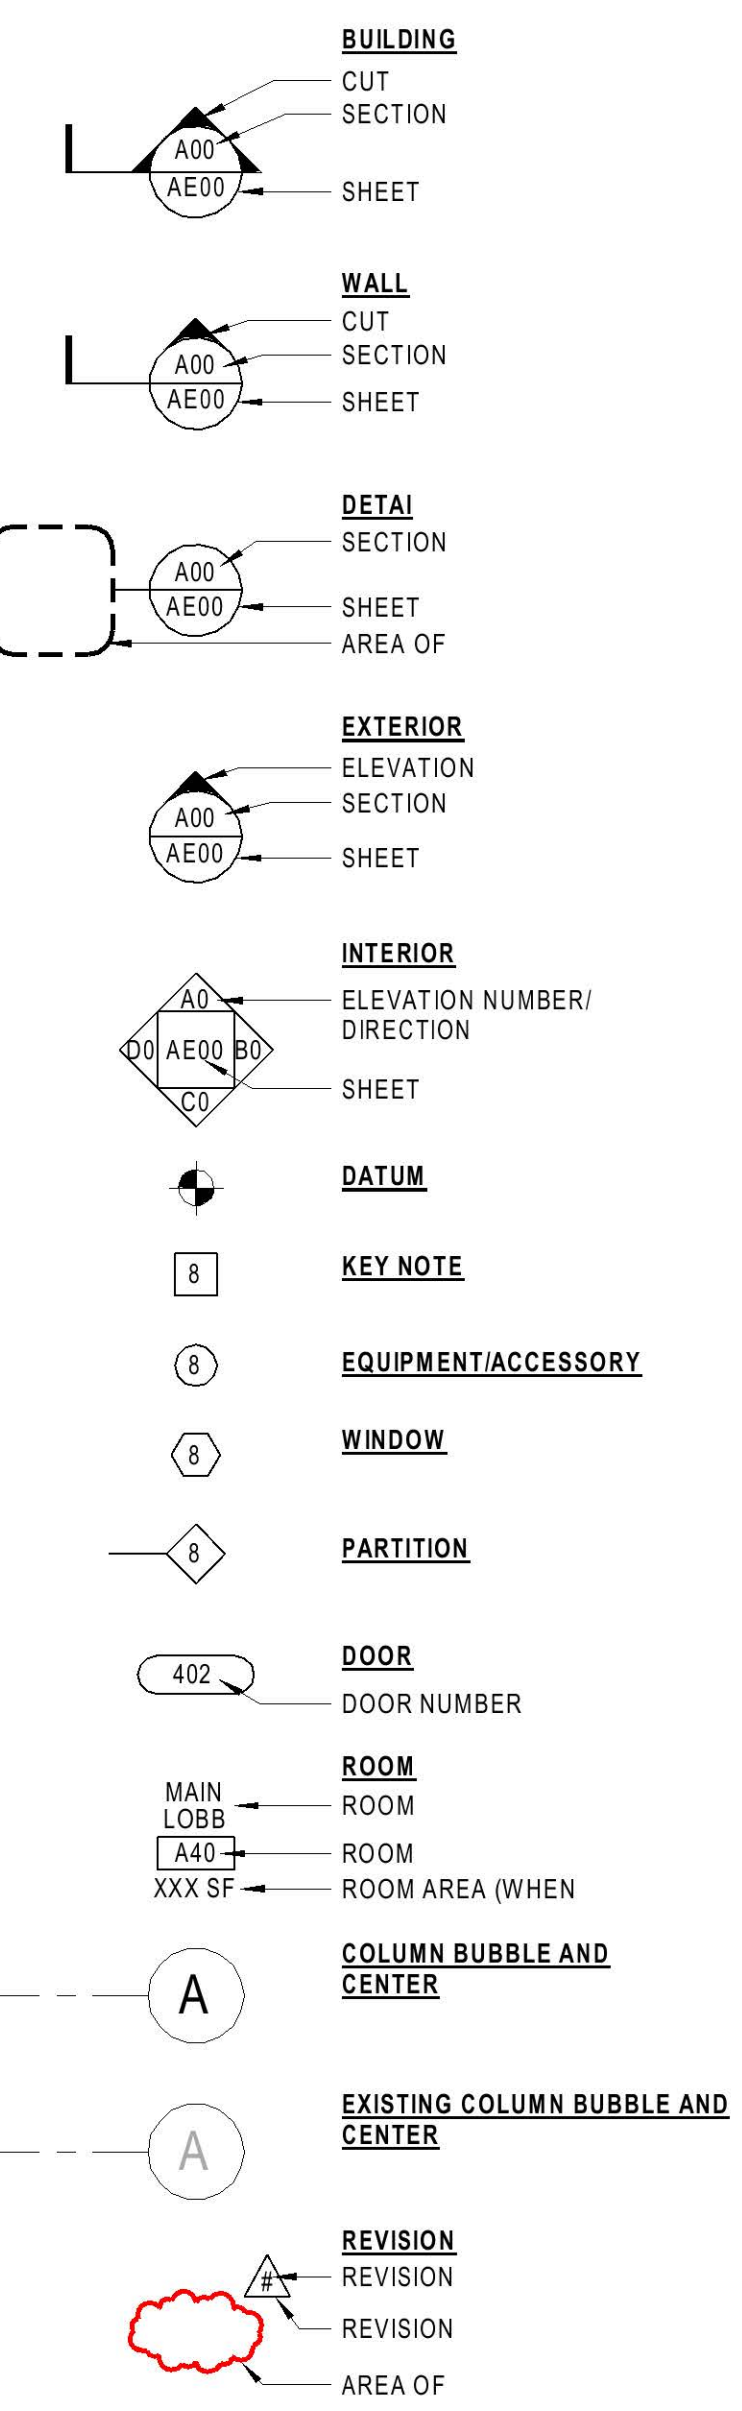 BUILDING
CUT
SECTION
A00
AE00
SHEET
WALL
CUT
A00
SECTION
AE00
SHEET
DETAI
SECTION
A00
AE00
SHEET
AREA OF
EXTERIOR
ELEVATION
SECTION
A00
AE00
SHEET
INTERIOR
A0
ELEVATION NUMBER/
DIRECTION
D0 AE00 B0
SHEET
C0
DATUM
8
KEY NOTE
8
EQUIPMENT/ACCESSORY
8
WINDOW
8
PARTITION
DOOR
402
DOOR NUMBER
ROOM
MAIN
LOBB
ROOM
A40
ROOM
XXX SF
ROOM AREA (WHEN
COLUMN BUBBLE AND
CENTER
A
EXISTING COLUMN BUBBLE AND
CENTER
A
REVISION
#
REVISION
REVISION
AREA OF